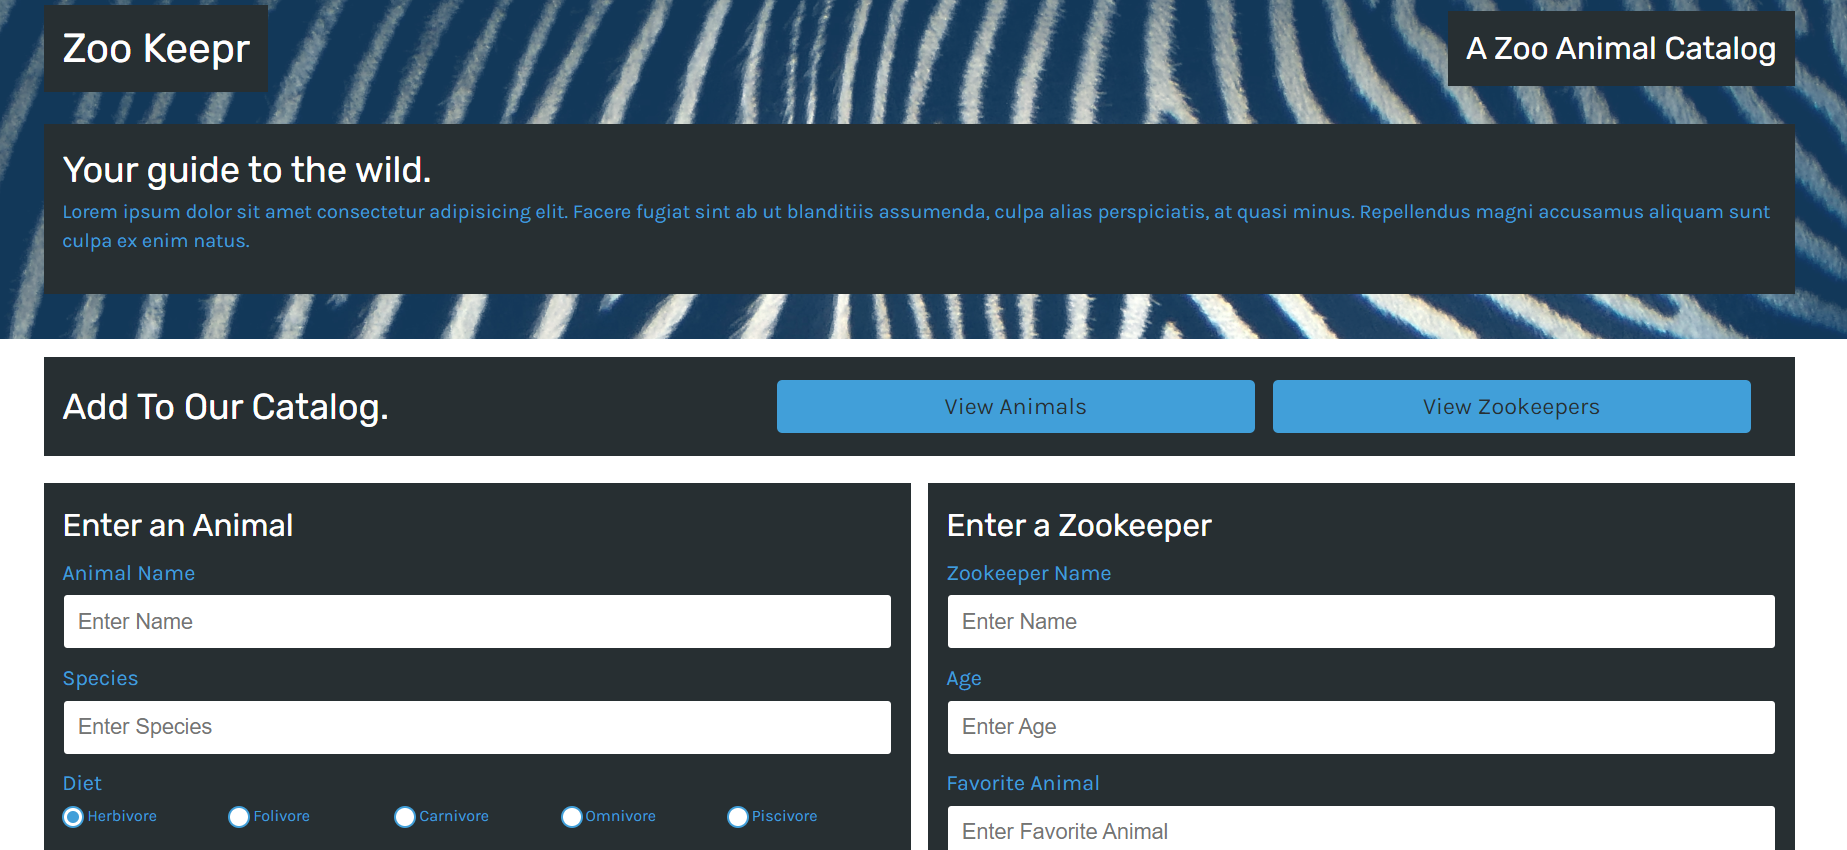 Zoo Keepr
A Zoo Animal Catalog
Your guide to the wild.
Lorem ipsum dolor sit amet consectetur adipisicing elit. Facere fugiat sint ab ut blanditiis assumenda, culpa alias perspiciatis, at quasi minus. Repellendus magni accusamus aliquam sunt
culpa ex enim natus.
Add To Our Catalog.
View Animals
View Zookeepers
Enter an Animal
Animal Name
Enter Name
Species
Enter Species
Diet
Herbivore
Folivore
Carnivore
Omnivore
Piscivore
Enter a Zookeeper
Zookeeper Name
Enter Name
Age
Enter Age
Favorite Animal
Enter Favorite Animal